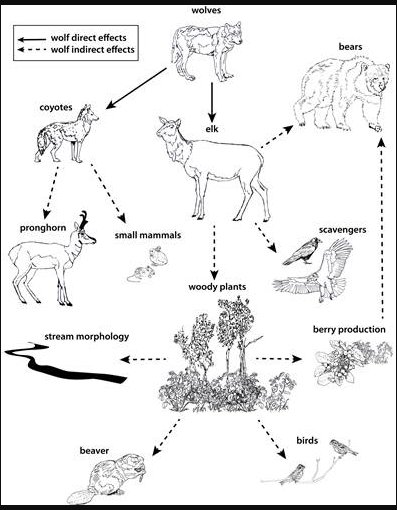 wolves
wolf direct effects
wolf indirect effects
bears
coyotes
elk
pronghorn
small mammals
scavengers
woody plants
stream morphology
berry production
beaver
birds